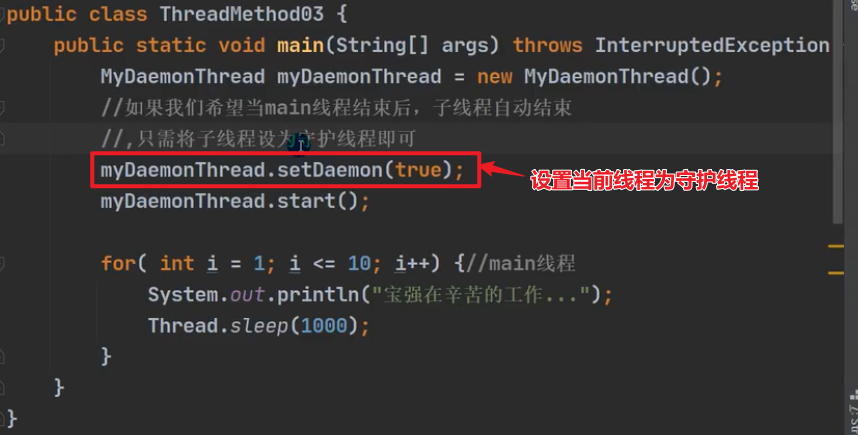 public class ThreadMethod03 {
public static void main(String[] args) throws InterruptedException
MyDaemonThread myDaemonThread = new MyDaemonThread();
//如果我们希望当main线程结束后，子线程自动结束
//,只需将子线程设为守护线程即可
myDaemonThread.setDaemon(true);
设置当前线程为守护线程
myDaemonThread.start();
for( int i = 1; i <= 10; i++) {//main线程
System.out.println("宝强在辛苦的工作...");
Thread.sleep(1000);
}
}
}